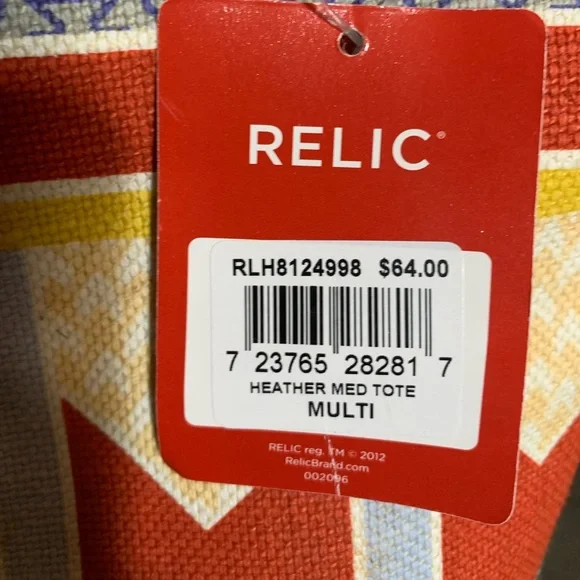 RELIC®
RLH8124998 $64.00
7 23765 28281 7
HEATHER MED TOTE
MULTI
RELIC reg. TM © 2012
RelicBrand.com
002096